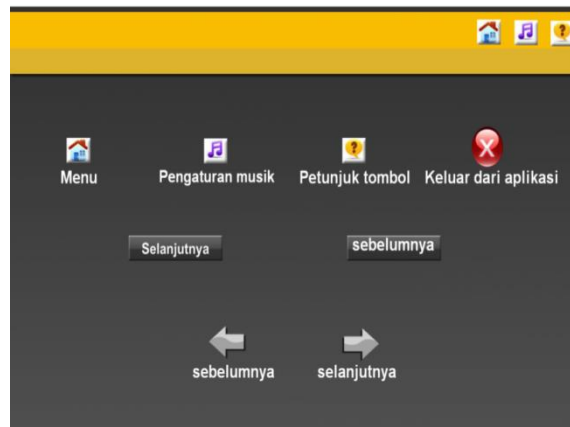 Menu
Pengaturan musik
Petunjuk tombol
Keluar dari aplikasi
Selanjutnya
sebelumnya
sebelumnya
selanjutnya